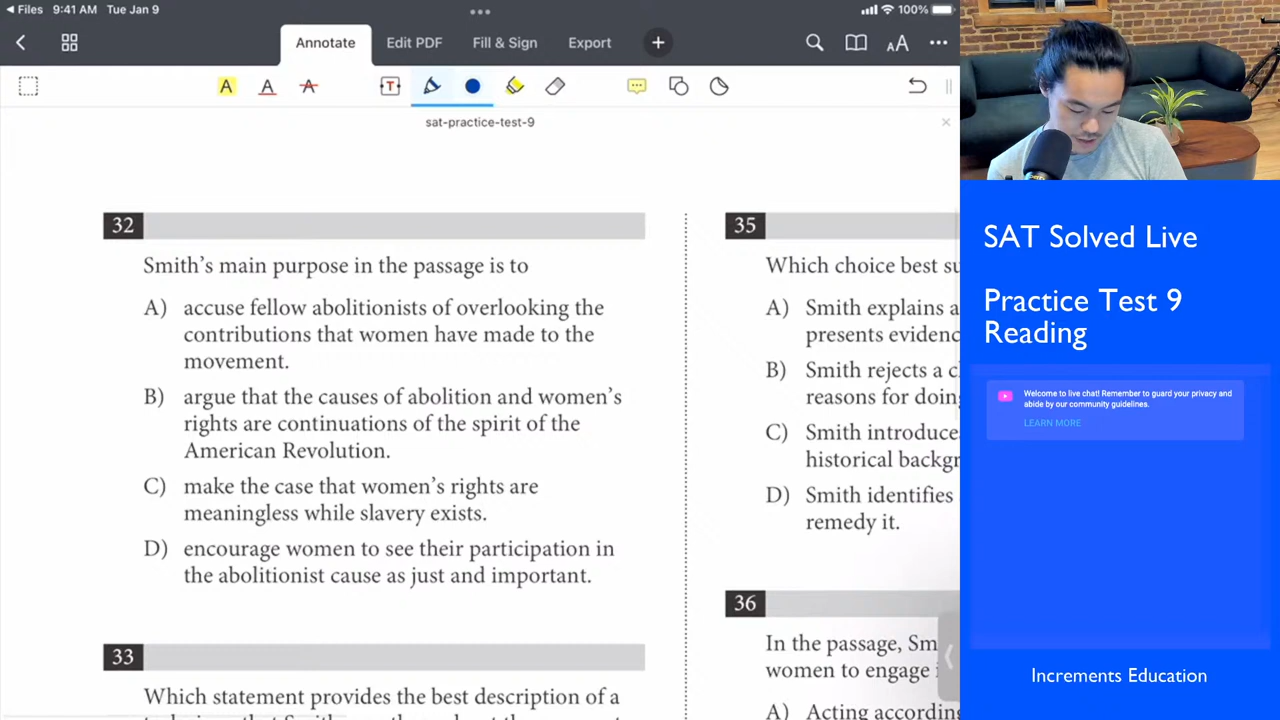 Files 9:41 AM Tue Jan 9 100%
Annotate Edit PDF Fill & Sign Export
A A A T AA
sat-practice-test-9
32
Smith's main purpose in the passage is to
A) accuse fellow abolitionists of overlooking the
contributions that women have made to the
movement.
B) argue that the causes of abolition and women's
rights are continuations of the spirit of the
American Revolution.
C) make the case that women's rights are
meaningless while slavery exists.
D) encourage women to see their participation in
the abolitionist cause as just and important.
33
Which statement provides the best description of a
35
Which choice best su
A) Smith explains a
presents evidenc
B) Smith rejects a c
reasons for doin
C) Smith introduce
historical backg
D) Smith identifies
remedy it.
36
In the passage, Sm
women to engage i
A) Acting accordin
SAT Solved Live
Practice Test 9
Reading
Welcome to live chat! Remember to guard your privacy and
abide by our community guidelines.
LEARN MORE
Increments Education